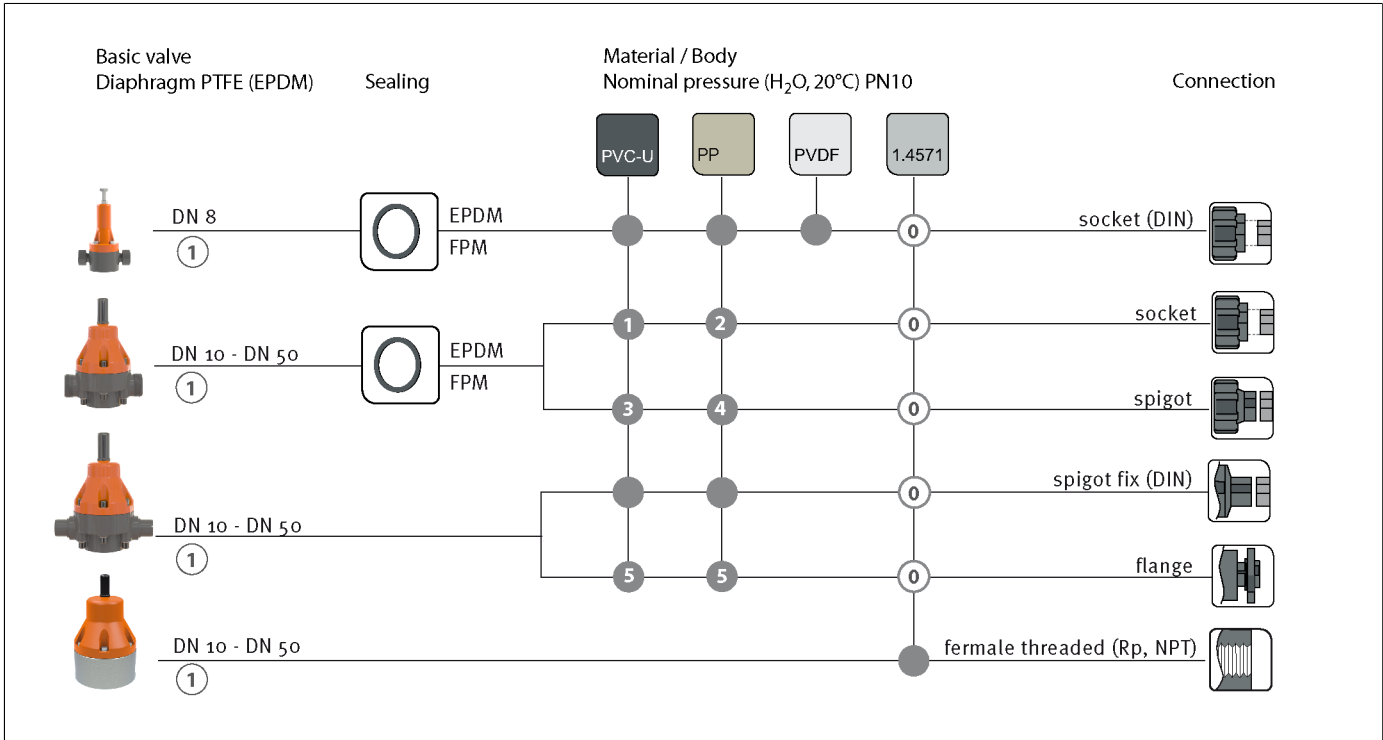 Basic valve
Diaphragm PTFE (EPDM)
Sealing
Material / Body
Nominal pressure (H₂O, 20°C) PN10
Connection
PVC-U
PP
PVDF
1.4571
DN 8
1
EPDM
FPM
0
socket (DIN)
DN 10 - DN 50
1
EPDM
FPM
1
2
0
socket
3
4
0
spigot
DN 10 - DN 50
1
0
spigot fix (DIN)
5
5
0
flange
DN 10 - DN 50
1
fermale threaded (Rp, NPT)